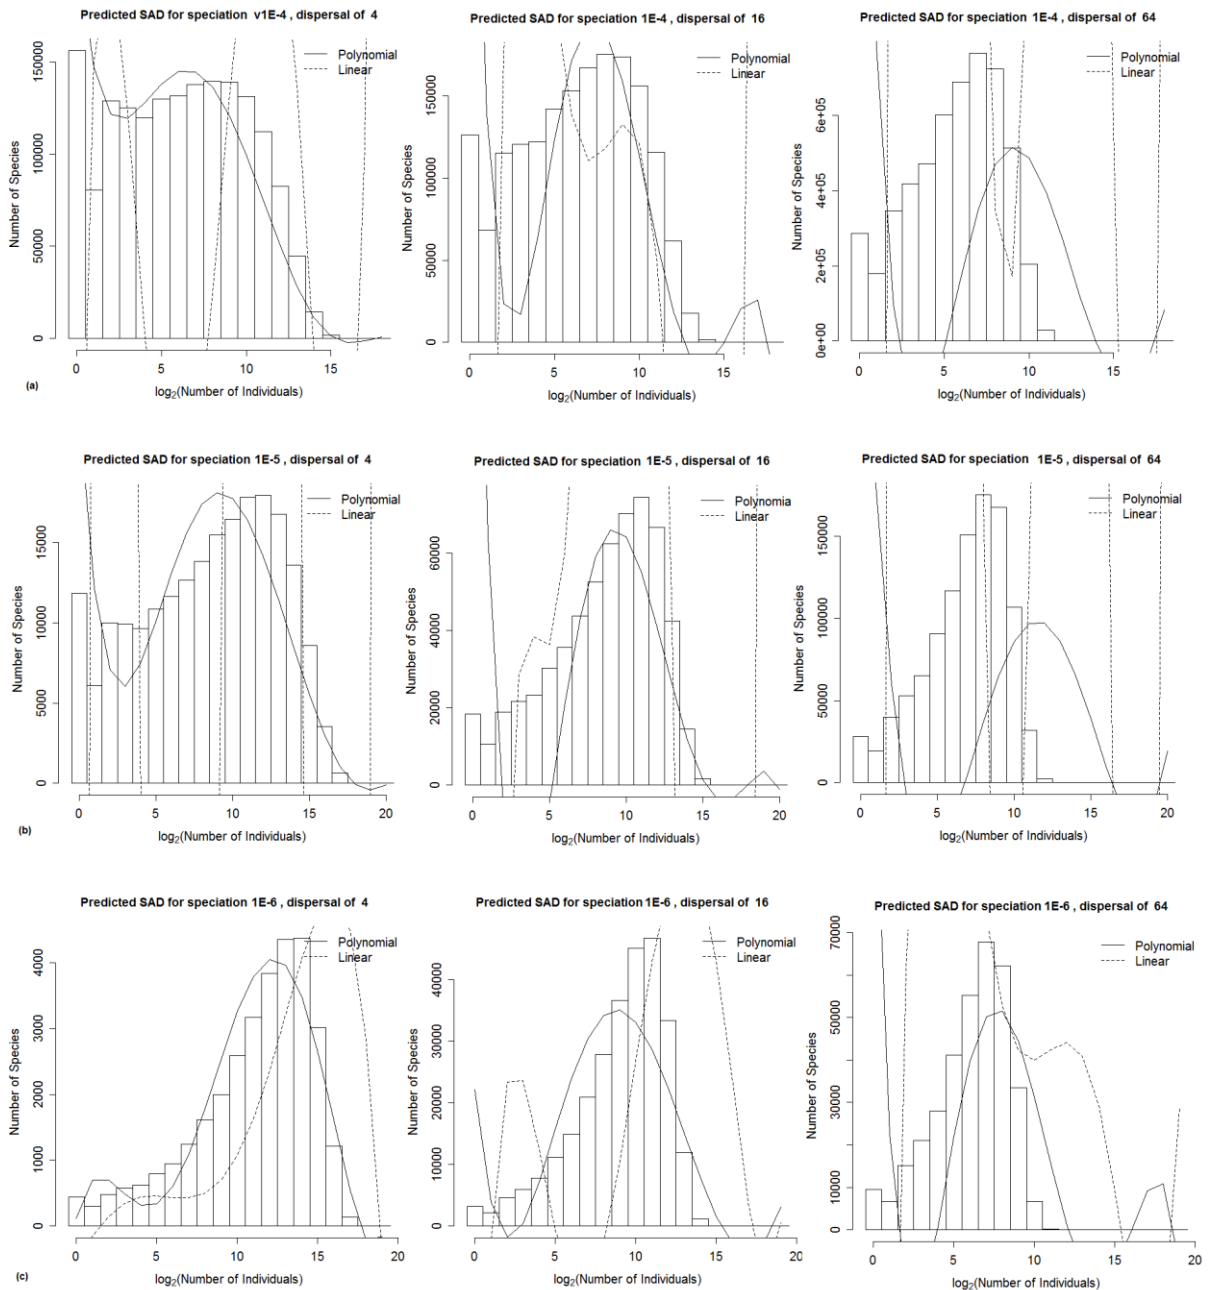 Predicted SAD for speciation v1E-4 , dispersal of 4
Number of Species
150000
100000
50000
0
Polynomial
Linear
0 5 10 15
log2(Number of Individuals)
(a)
Predicted SAD for speciation 1E-4 , dispersal of 16
Number of Species
150000
100000
50000
0
Polynomial
Linear
0 5 10 15
log2(Number of Individuals)
Predicted SAD for speciation 1E-4 , dispersal of 64
Number of Species
6e+05
4e+05
2e+05
0e+00
Polynomial
Linear
0 5 10 15
log2(Number of Individuals)
Predicted SAD for speciation 1E-5 , dispersal of 4
Number of Species
15000
10000
5000
0
Polynomial
Linear
0 5 10 15 20
log2(Number of Individuals)
(b)
Predicted SAD for speciation 1E-5 , dispersal of 16
Number of Species
60000
40000
20000
0
Polynomia
Linear
0 5 10 15 20
log2(Number of Individuals)
Predicted SAD for speciation 1E-5 , dispersal of 64
Number of Species
150000
100000
50000
0
Polynomial
Linear
0 5 10 15 20
log2(Number of Individuals)
Predicted SAD for speciation 1E-6 , dispersal of 4
Number of Species
4000
3000
2000
1000
0
Polynomial
Linear
0 5 10 15 20
log2(Number of Individuals)
(c)
Predicted SAD for speciation 1E-6 , dispersal of 16
Number of Species
40000
30000
20000
10000
0
Polynomial
Linear
0 5 10 15 20
log2(Number of Individuals)
Predicted SAD for speciation 1E-6 , dispersal of 64
Number of Species
70000
50000
30000
10000
0
Polynomial
Linear
0 5 10 15 20
log2(Number of Individuals)